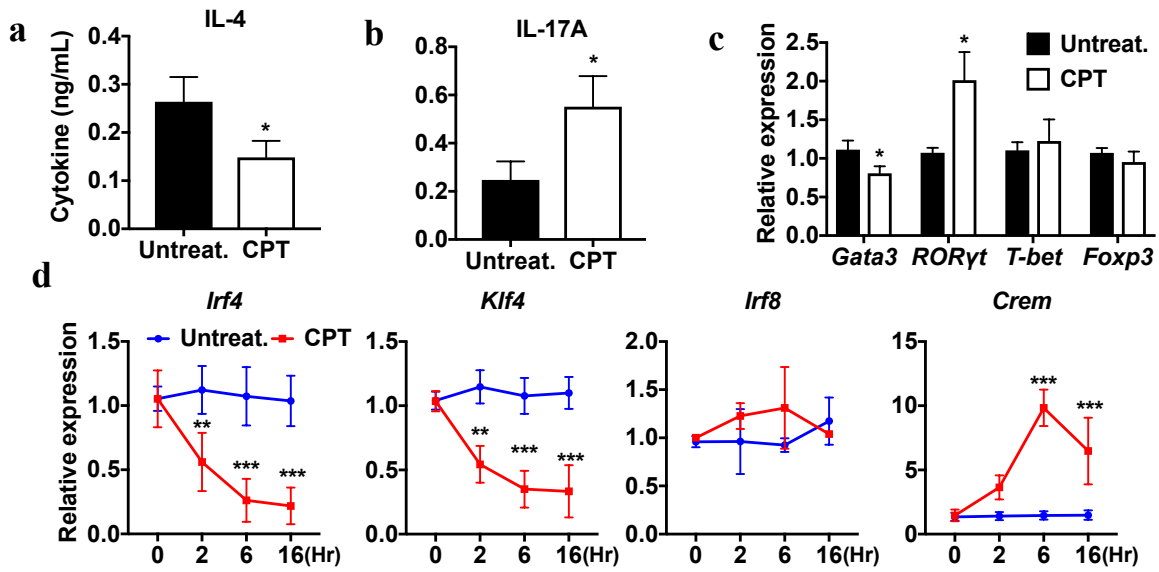 a
IL-4
Cytokine (ng/mL)
0.4
0.3
0.2
0.1
0.0
*
Untreat.
CPT
b
IL-17A
0.8
0.6
0.4
0.2
0.0
*
Untreat.
CPT
c
Relative expression
2.5
2.0
1.5
1.0
0.5
0.0
*
*
Untreat.
CPT
Gata3 RORγt T-bet Foxp3
d
Irf4
Relative expression
1.5
1.0
0.5
0.0
Untreat. CPT
**
***
***
0 2 6 16(Hr)
Klf4
1.5
1.0
0.5
0.0
**
***
***
0 2 6 16(Hr)
Irf8
2.0
1.5
1.0
0.5
0.0
0 2 6 16(Hr)
Crem
15
10
5
0
***
***
0 2 6 16(Hr)